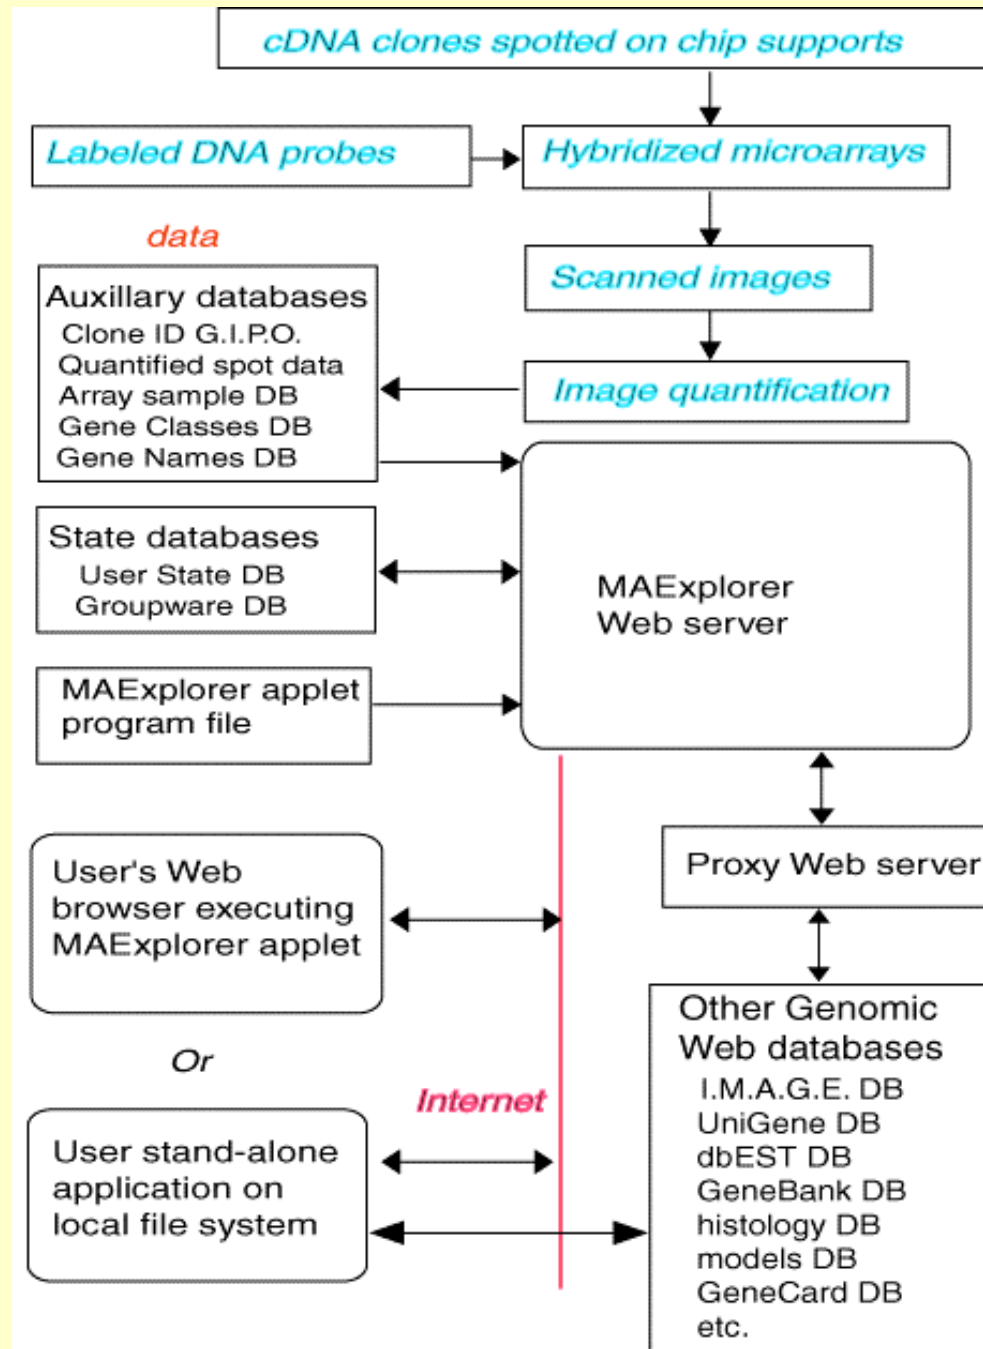 cDNA clones spotted on chip supports
Labeled DNA probes
Hybridized microarrays
data
Scanned images
Auxillary databases
Clone ID G.I.P.O.
Quantified spot data
Array sample DB
Gene Classes DB
Gene Names DB
Image quantification
State databases
User State DB
Groupware DB
MAExplorer
Web server
MAExplorer applet
program file
User's Web
browser executing
MAExplorer applet
Proxy Web server
Or
Internet
User stand-alone
application on
local file system
Other Genomic
Web databases
I.M.A.G.E. DB
UniGene DB
dbEST DB
GeneBank DB
histology DB
models DB
GeneCard DB
etc.